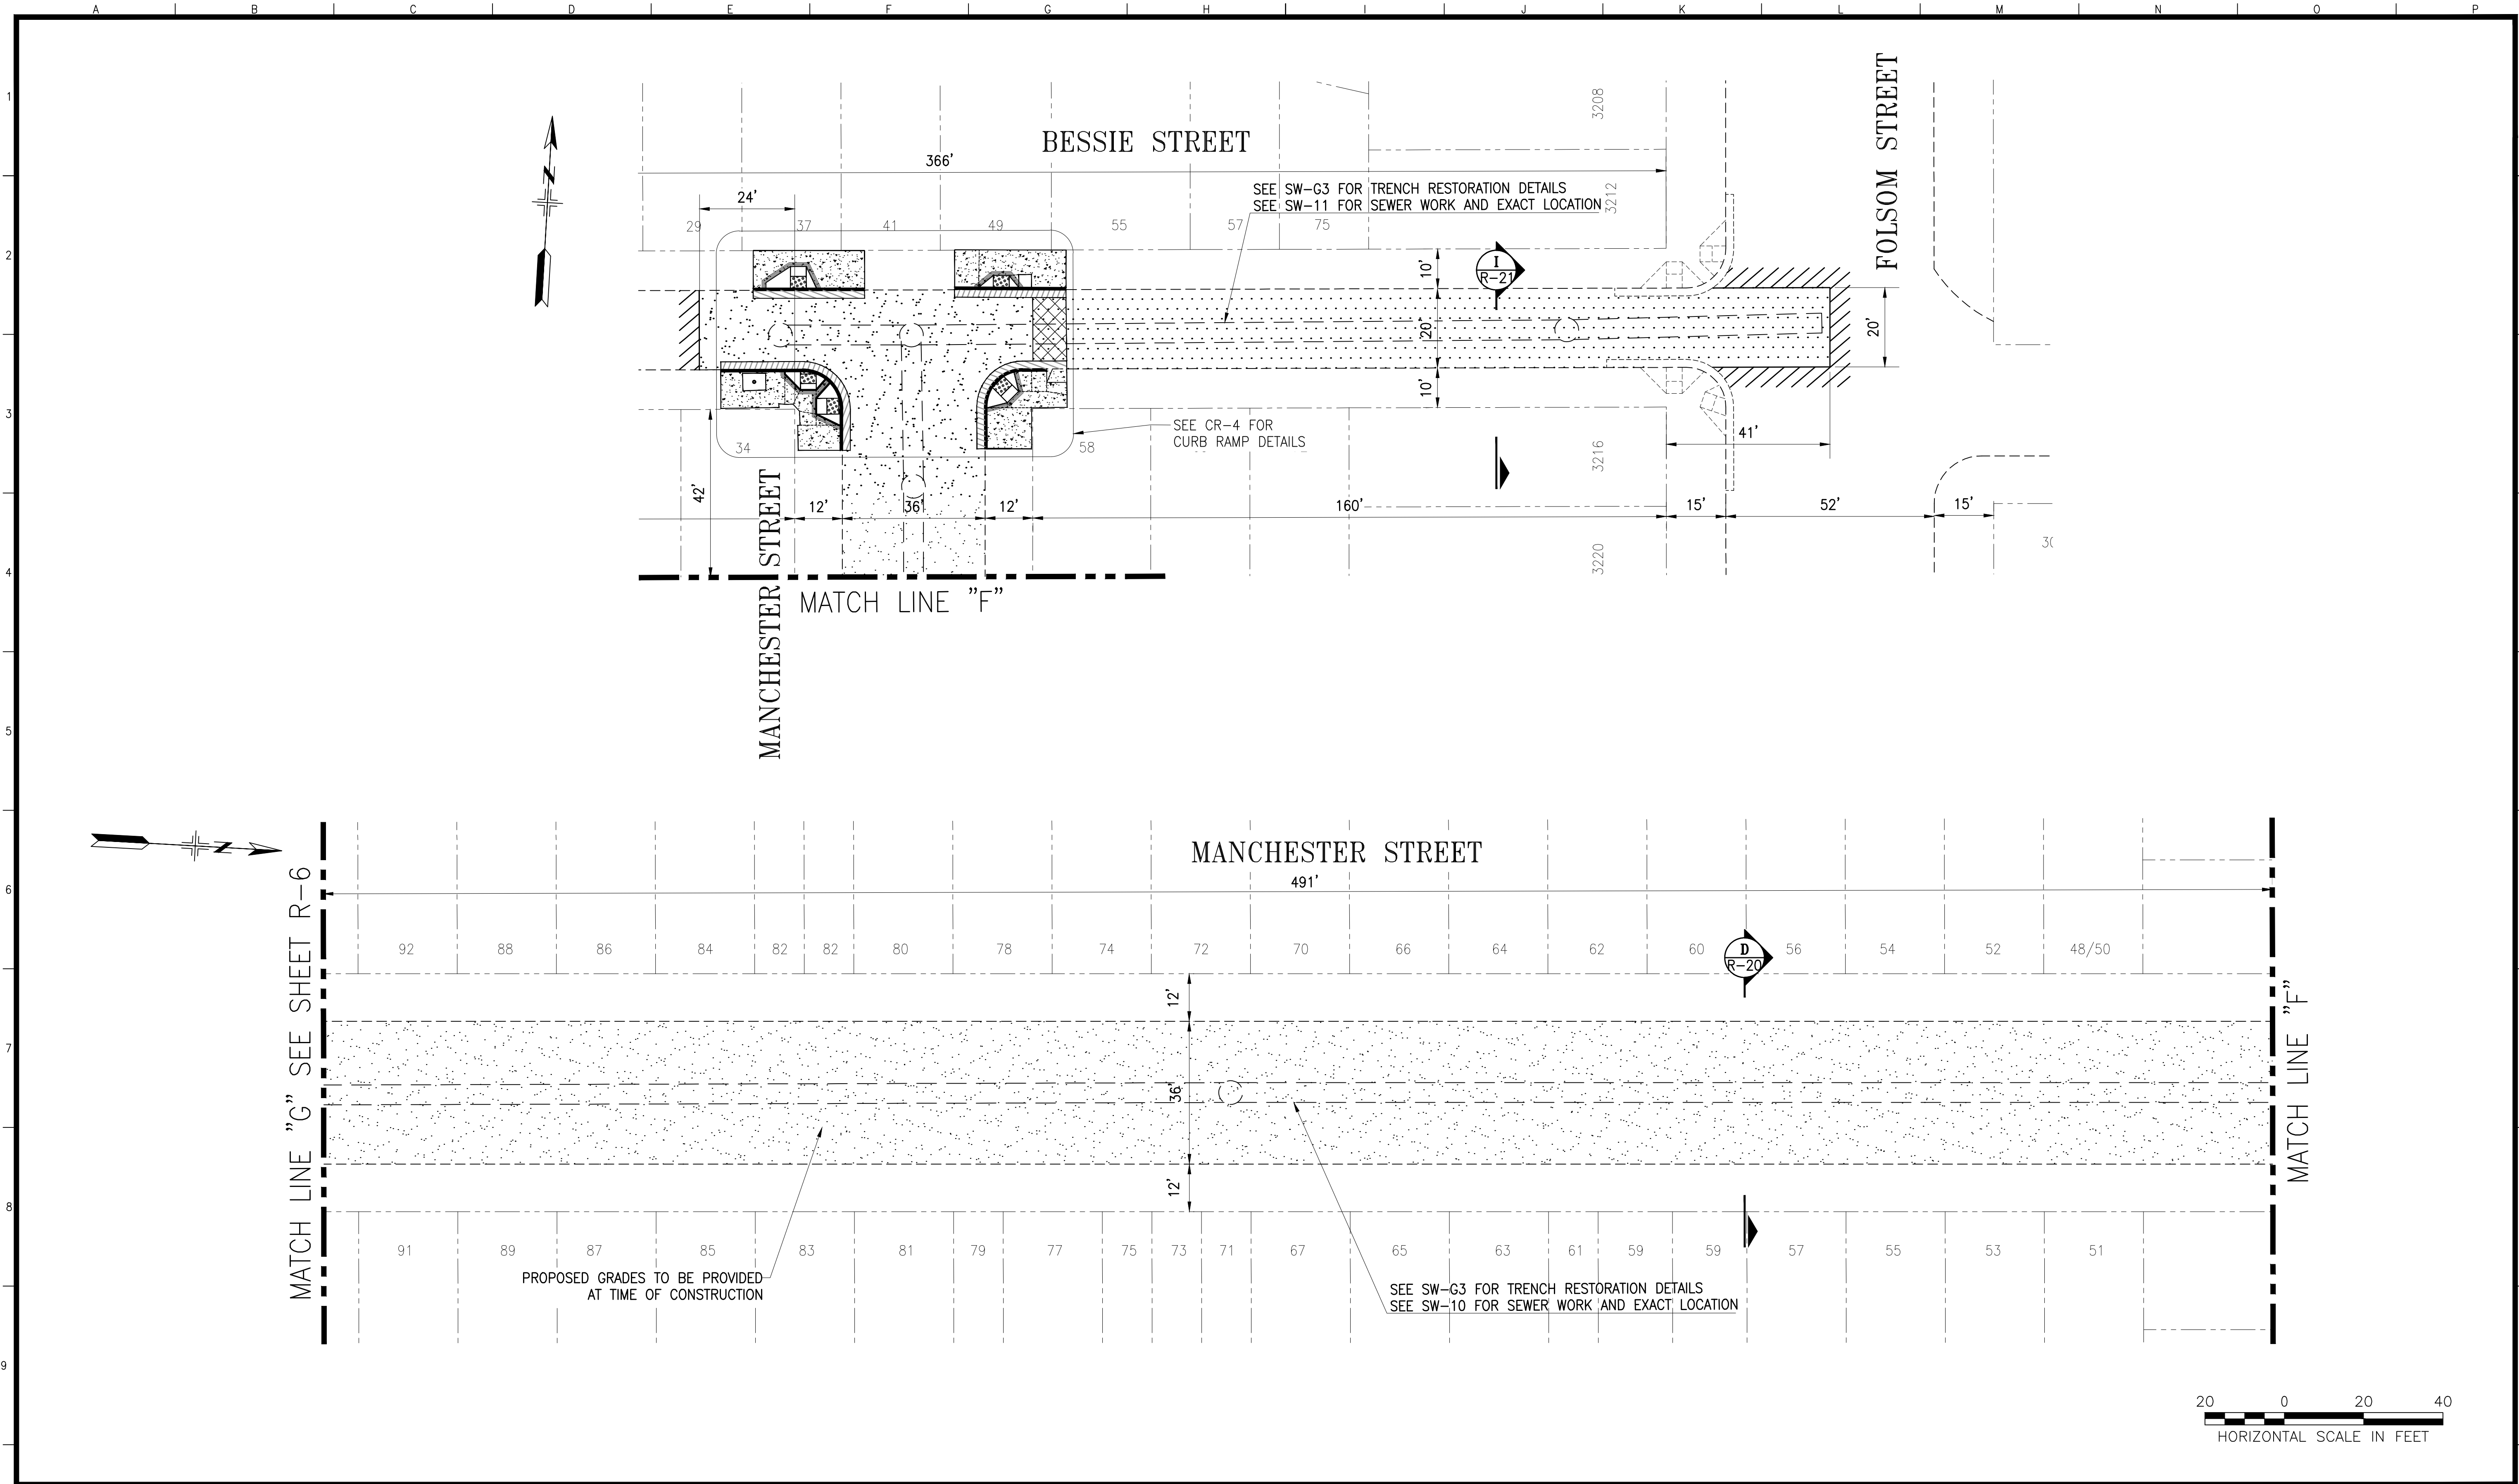 A B C D E F G H I J K L M N O P
1
2
3
4
5
6
7
8
9
BESSIE STREET
FOLSOM STREET
366'
24'
SEE SW-G3 FOR TRENCH RESTORATION DETAILS
SEE SW-11 FOR SEWER WORK AND EXACT LOCATION
3208
3212
29 37 41 49 55 57 75
N
I
R-21
10'
20'
10'
20'
41'
SEE CR-4 FOR
CURB RAMP DETAILS
34
58
3216
3220
42'
12' 36' 12' 160' 15' 52' 15'
MANCHESTER STREET
MATCH LINE "F"
N
MANCHESTER STREET
491'
MATCH LINE "G" SEE SHEET R-6
92 88 86 84 82 82 80 78 74 72 70 66 64 62 60 56 54 52 48/50
D
R-20
12'
36'
12'
MATCH LINE "F"
91 89 87 85 83 81 79 77 75 73 71 67 65 63 61 59 59 57 55 53 51
PROPOSED GRADES TO BE PROVIDED
AT TIME OF CONSTRUCTION
SEE SW-G3 FOR TRENCH RESTORATION DETAILS
SEE SW-10 FOR SEWER WORK AND EXACT LOCATION
20 0 20 40
HORIZONTAL SCALE IN FEET